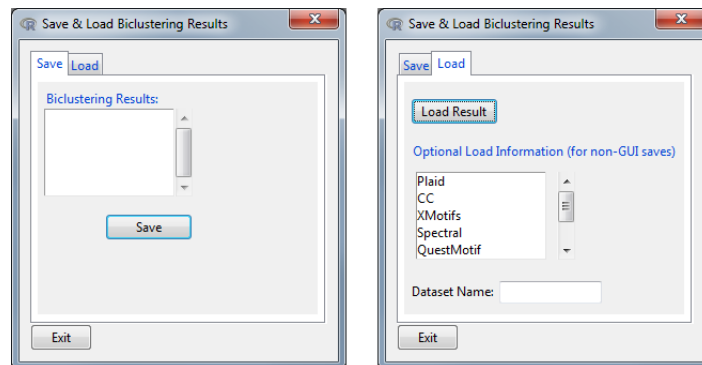 Save & Load Biclustering Results
Save Load
Biclustering Results:
Save
Exit
Save & Load Biclustering Results
Save Load
Load Result
Optional Load Information (for non-GUI saves)
Plaid
CC
XMotifs
Spectral
QuestMotif
Dataset Name:
Exit